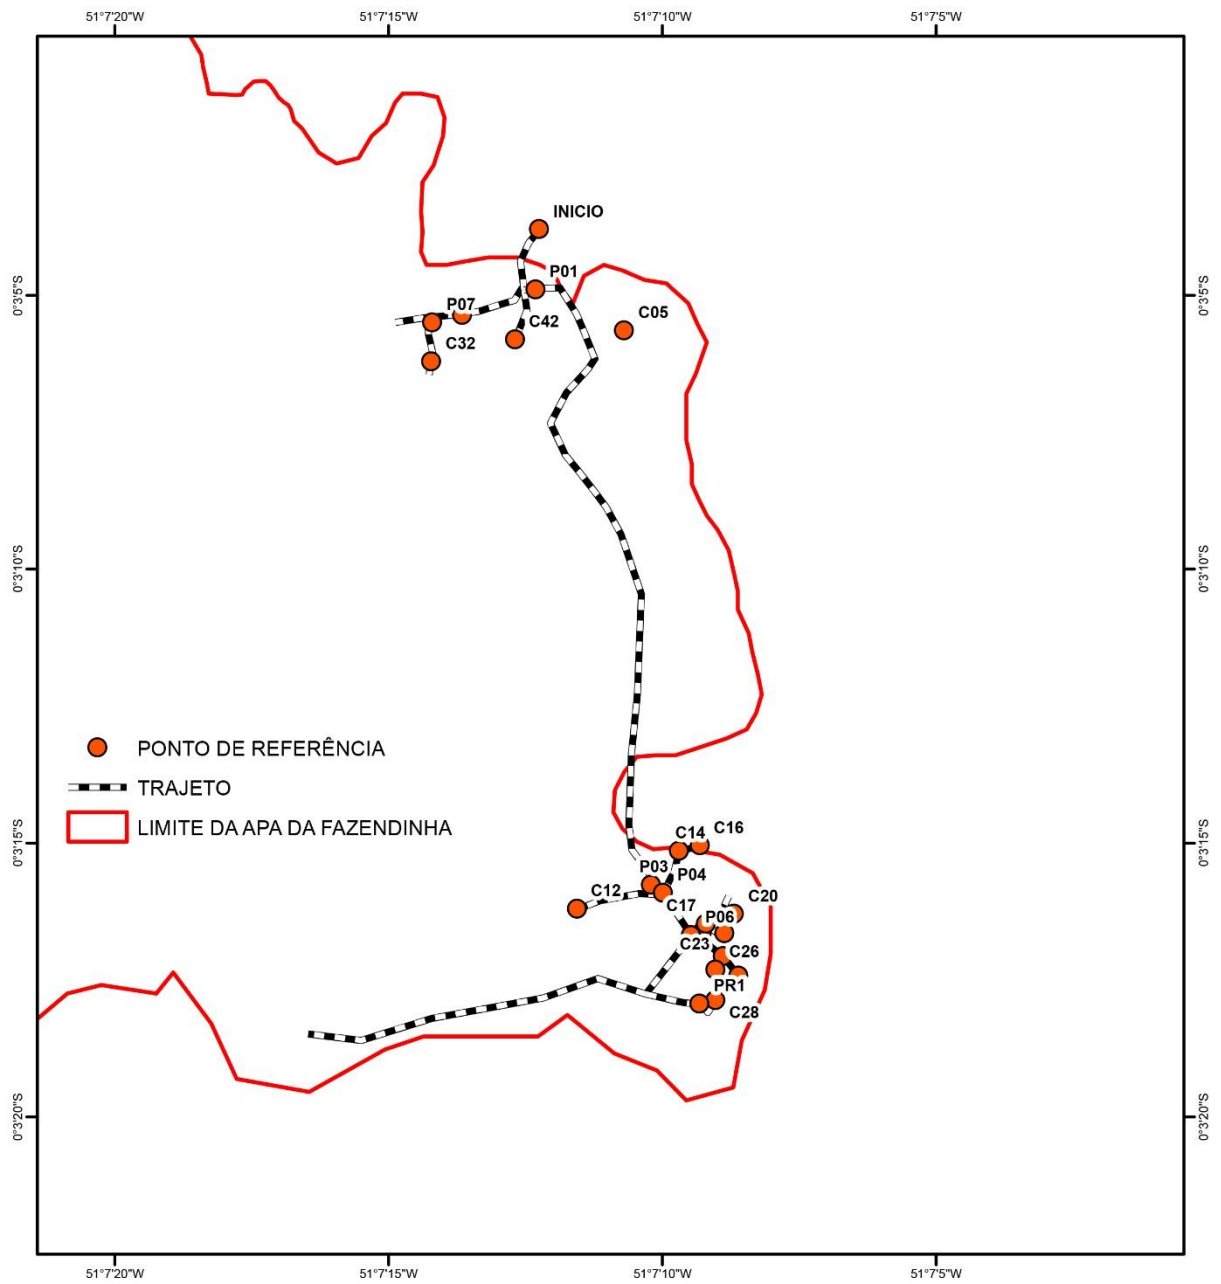 51°7'20"W 51°7'15"W 51°7'10"W 51°7'5"W
INICIO
P01
0°3'5"S 0°3'5"S
P07
C05
C42
C32
0°3'10"S 0°3'10"S
PONTO DE REFERÊNCIA
TRAJETO
LIMITE DA APA DA FAZENDINHA
C16
C14
0°3'15"S 0°3'15"S
P03
P04
C12
C20
C17
P06
C23
C26
PR1
C28
0°3'20"S 0°3'20"S
51°7'20"W 51°7'15"W 51°7'10"W 51°7'5"W